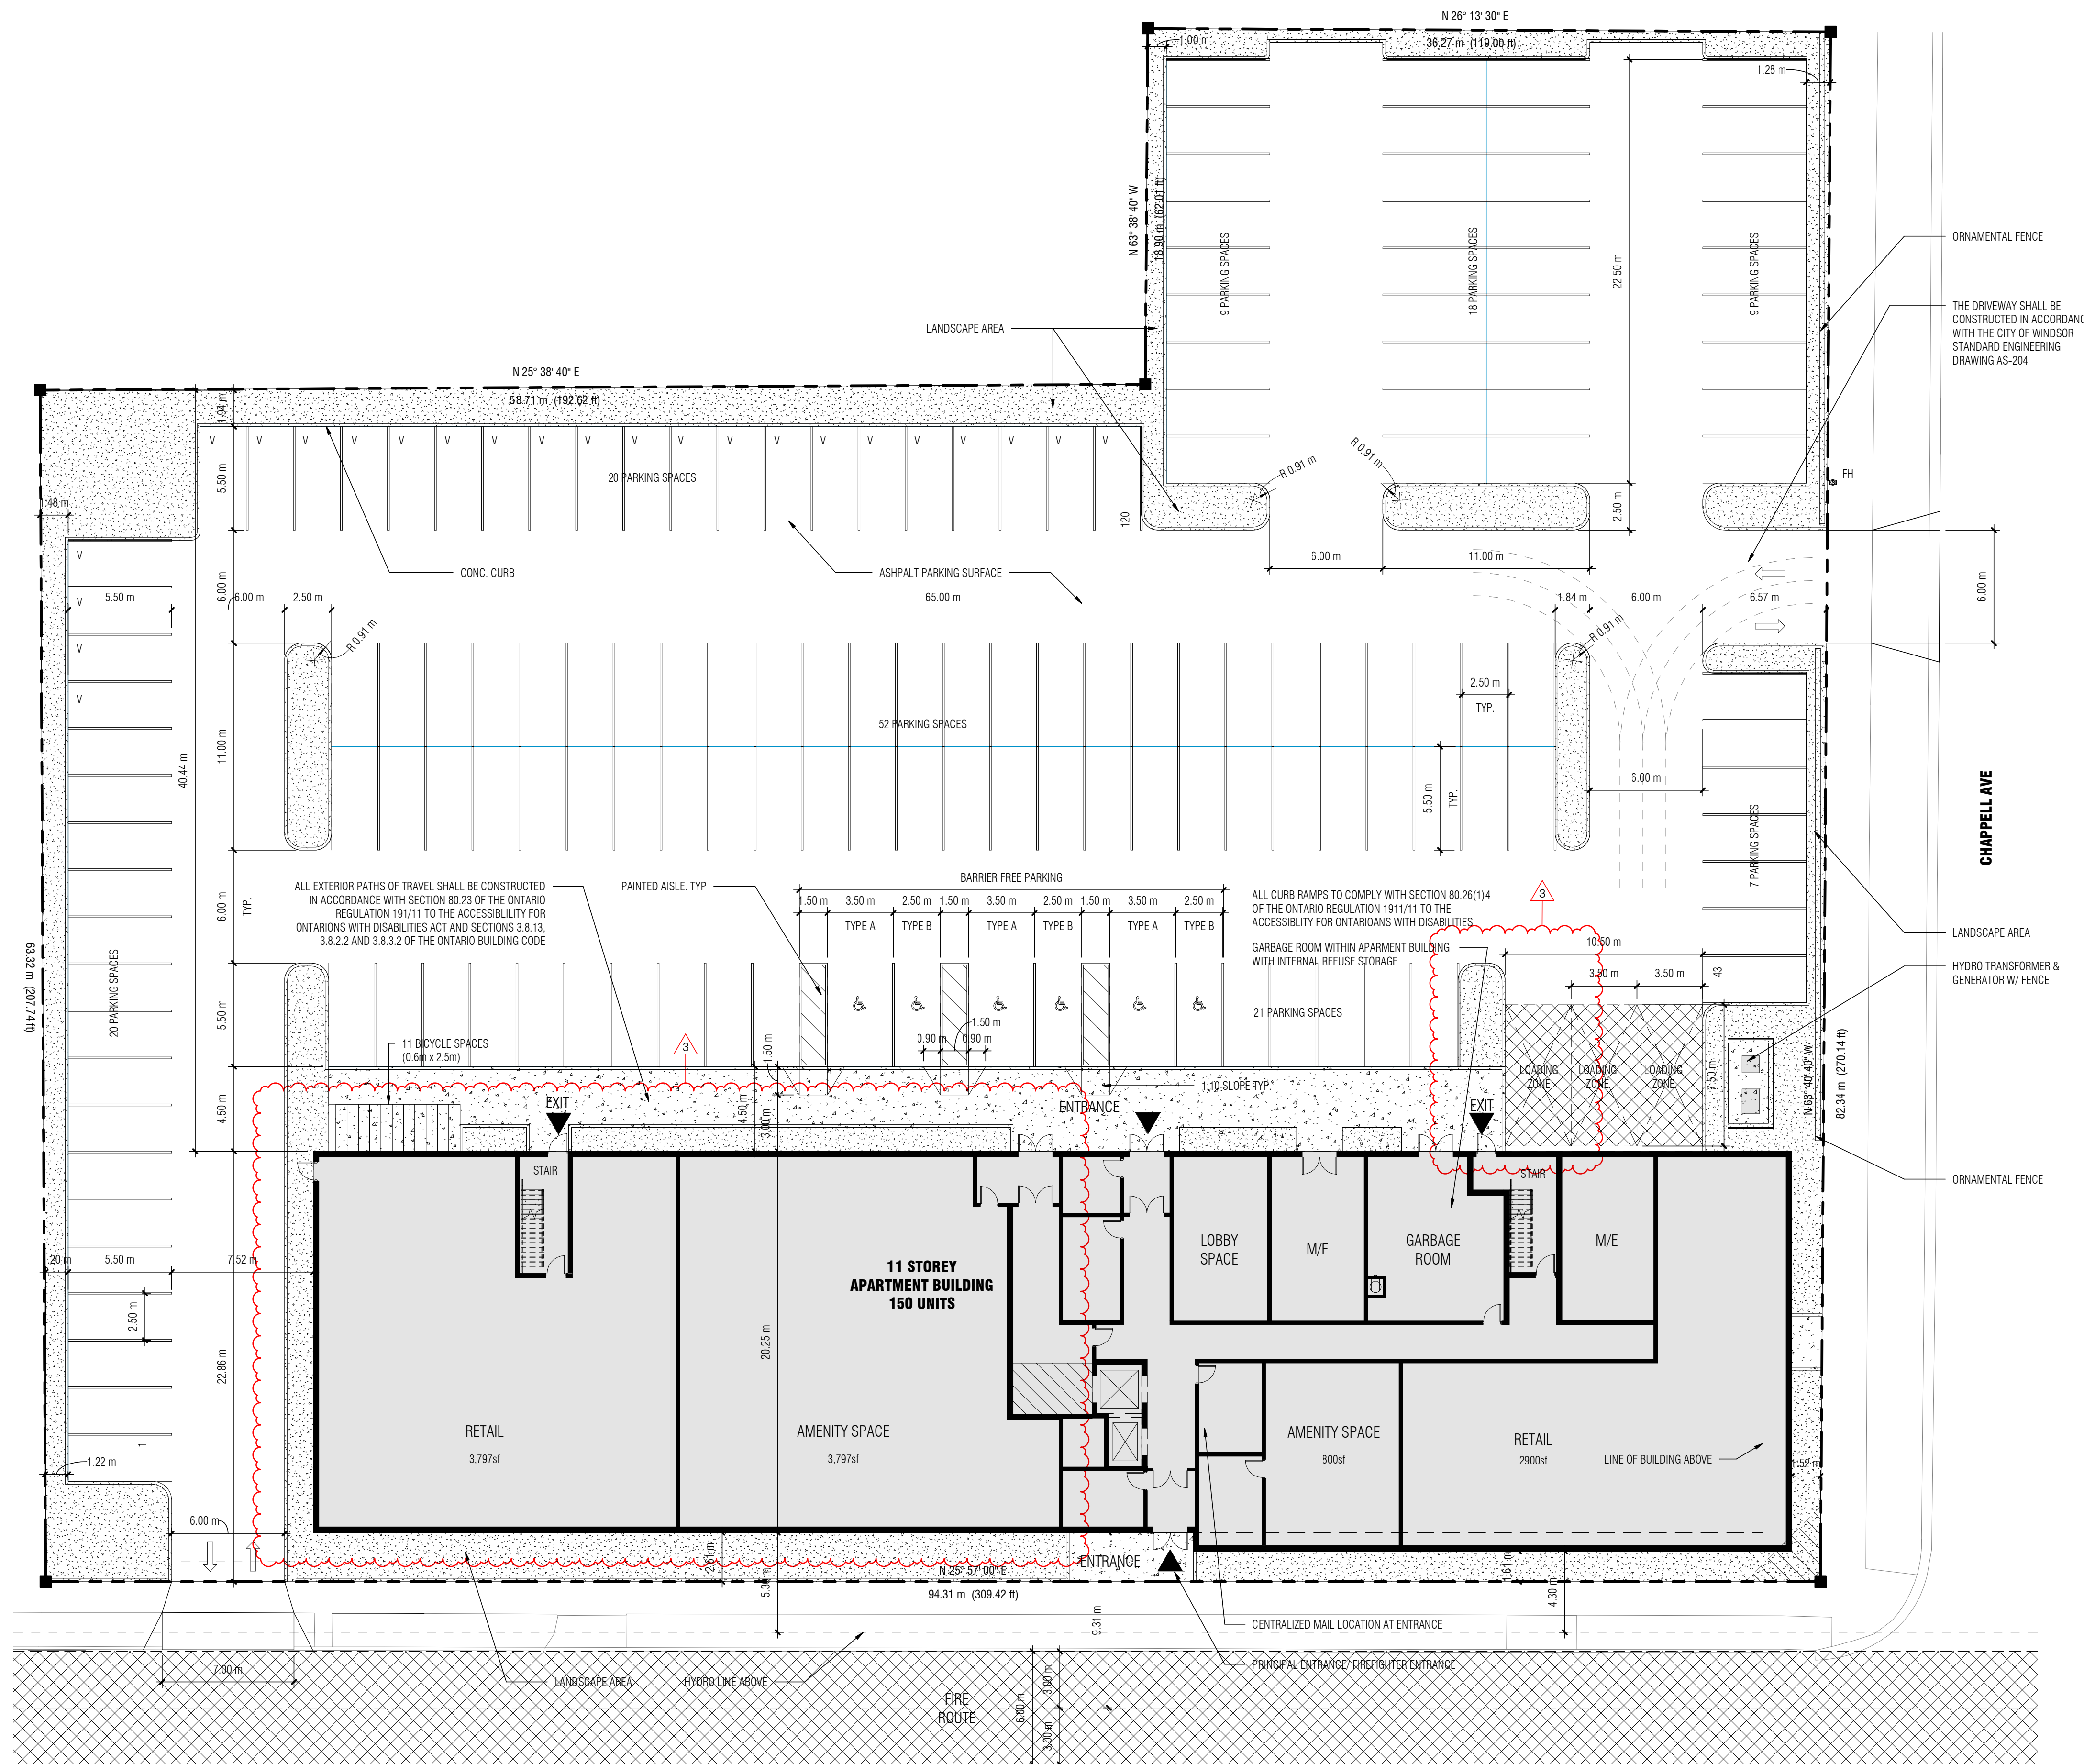 N 26° 13' 30" E
36.27 m (119.00 ft)
1.00 m
1.28 m
N 63° 38' 40" W
18.90 m (62.01 ft)
9 PARKING SPACES
18 PARKING SPACES
22.50 m
9 PARKING SPACES
ORNAMENTAL FENCE
THE DRIVEWAY SHALL BE
CONSTRUCTED IN ACCORDANC
WITH THE CITY OF WINDSOR
STANDARD ENGINEERING
DRAWING AS-204
LANDSCAPE AREA
N 25° 38' 40" E
58.71 m (192.62 ft)
1.94 m
V V V V V V V V V V V V V V V V V V V V
20 PARKING SPACES
5.50 m
R 0.91 m
R 0.91 m
FH
2.50 m
120
1.48 m
CONC. CURB
ASHPALT PARKING SURFACE
6.00 m
11.00 m
6.00 m
V
V
V
V
5.50 m
6.00 m
6.00 m
2.50 m
65.00 m
1.84 m
6.00 m
6.57 m
R 0.91 m
R 0.91 m
2.50 m
TYP.
52 PARKING SPACES
11.00 m
40.44 m
5.50 m
TYP.
6.00 m
7 PARKING SPACES
CHAPPELL AVE
ALL EXTERIOR PATHS OF TRAVEL SHALL BE CONSTRUCTED
IN ACCORDANCE WITH SECTION 80.23 OF THE ONTARIO
REGULATION 191/11 TO THE ACCESSIBLILITY FOR
ONTARIONS WITH DISABILITIES ACT AND SECTIONS 3.8.13,
3.8.2.2 AND 3.8.3.2 OF THE ONTARIO BUILDING CODE
PAINTED AISLE. TYP
BARRIER FREE PARKING
1.50 m 3.50 m 2.50 m 1.50 m 3.50 m 2.50 m 1.50 m 3.50 m 2.50 m
TYPE A TYPE B TYPE A TYPE B TYPE A TYPE B
ALL CURB RAMPS TO COMPLY WITH SECTION 80.26(1)4
OF THE ONTARIO REGULATION 1911/11 TO THE
ACCESSIBLITY FOR ONTARIOANS WITH DISABILITIES
GARBAGE ROOM WITHIN APARMENT BUILDING
WITH INTERNAL REFUSE STORAGE
3
10.50 m
3.50 m
3.50 m
43
LANDSCAPE AREA
HYDRO TRANSFORMER &
GENERATOR W/ FENCE
6.00 m
TYP.
63.32 m (207.74 ft)
20 PARKING SPACES
5.50 m
21 PARKING SPACES
1.50 m
0.90 m
0.90 m
11 BICYCLE SPACES
(0.6m x 2.5m)
3
1.50 m
1:10 SLOPE TYP.
LOADING
ZONE
LOADING
ZONE
LOADING
ZONE
7.50 m
N 63° 40' 40" W
82.34 m (270.14 ft)
4.50 m
EXIT
4.50 m
3.00 m
ENTRANCE
EXIT
STAIR
STAIR
ORNAMENTAL FENCE
LOBBY
SPACE
M/E
GARBAGE
ROOM
M/E
11 STOREY
APARTMENT BUILDING
150 UNITS
5.50 m
7.52 m
2.50 m
22.86 m
20.25 m
RETAIL
3,797sf
AMENITY SPACE
3,797sf
AMENITY SPACE
800sf
RETAIL
2900sf
LINE OF BUILDING ABOVE
1.52 m
1
1.22 m
6.00 m
2.61 m
ENTRANCE
N 25° 57' 00" E
94.31 m (309.42 ft)
1.61 m
4.30 m
9.31 m
CENTRALIZED MAIL LOCATION AT ENTRANCE
PRINCIPAL ENTRANCE/ FIREFIGHTER ENTRANCE
7.00 m
LANDSCAPE AREA
HYDRO LINE ABOVE
FIRE
ROUTE
6.00 m
3.00 m
3.00 m